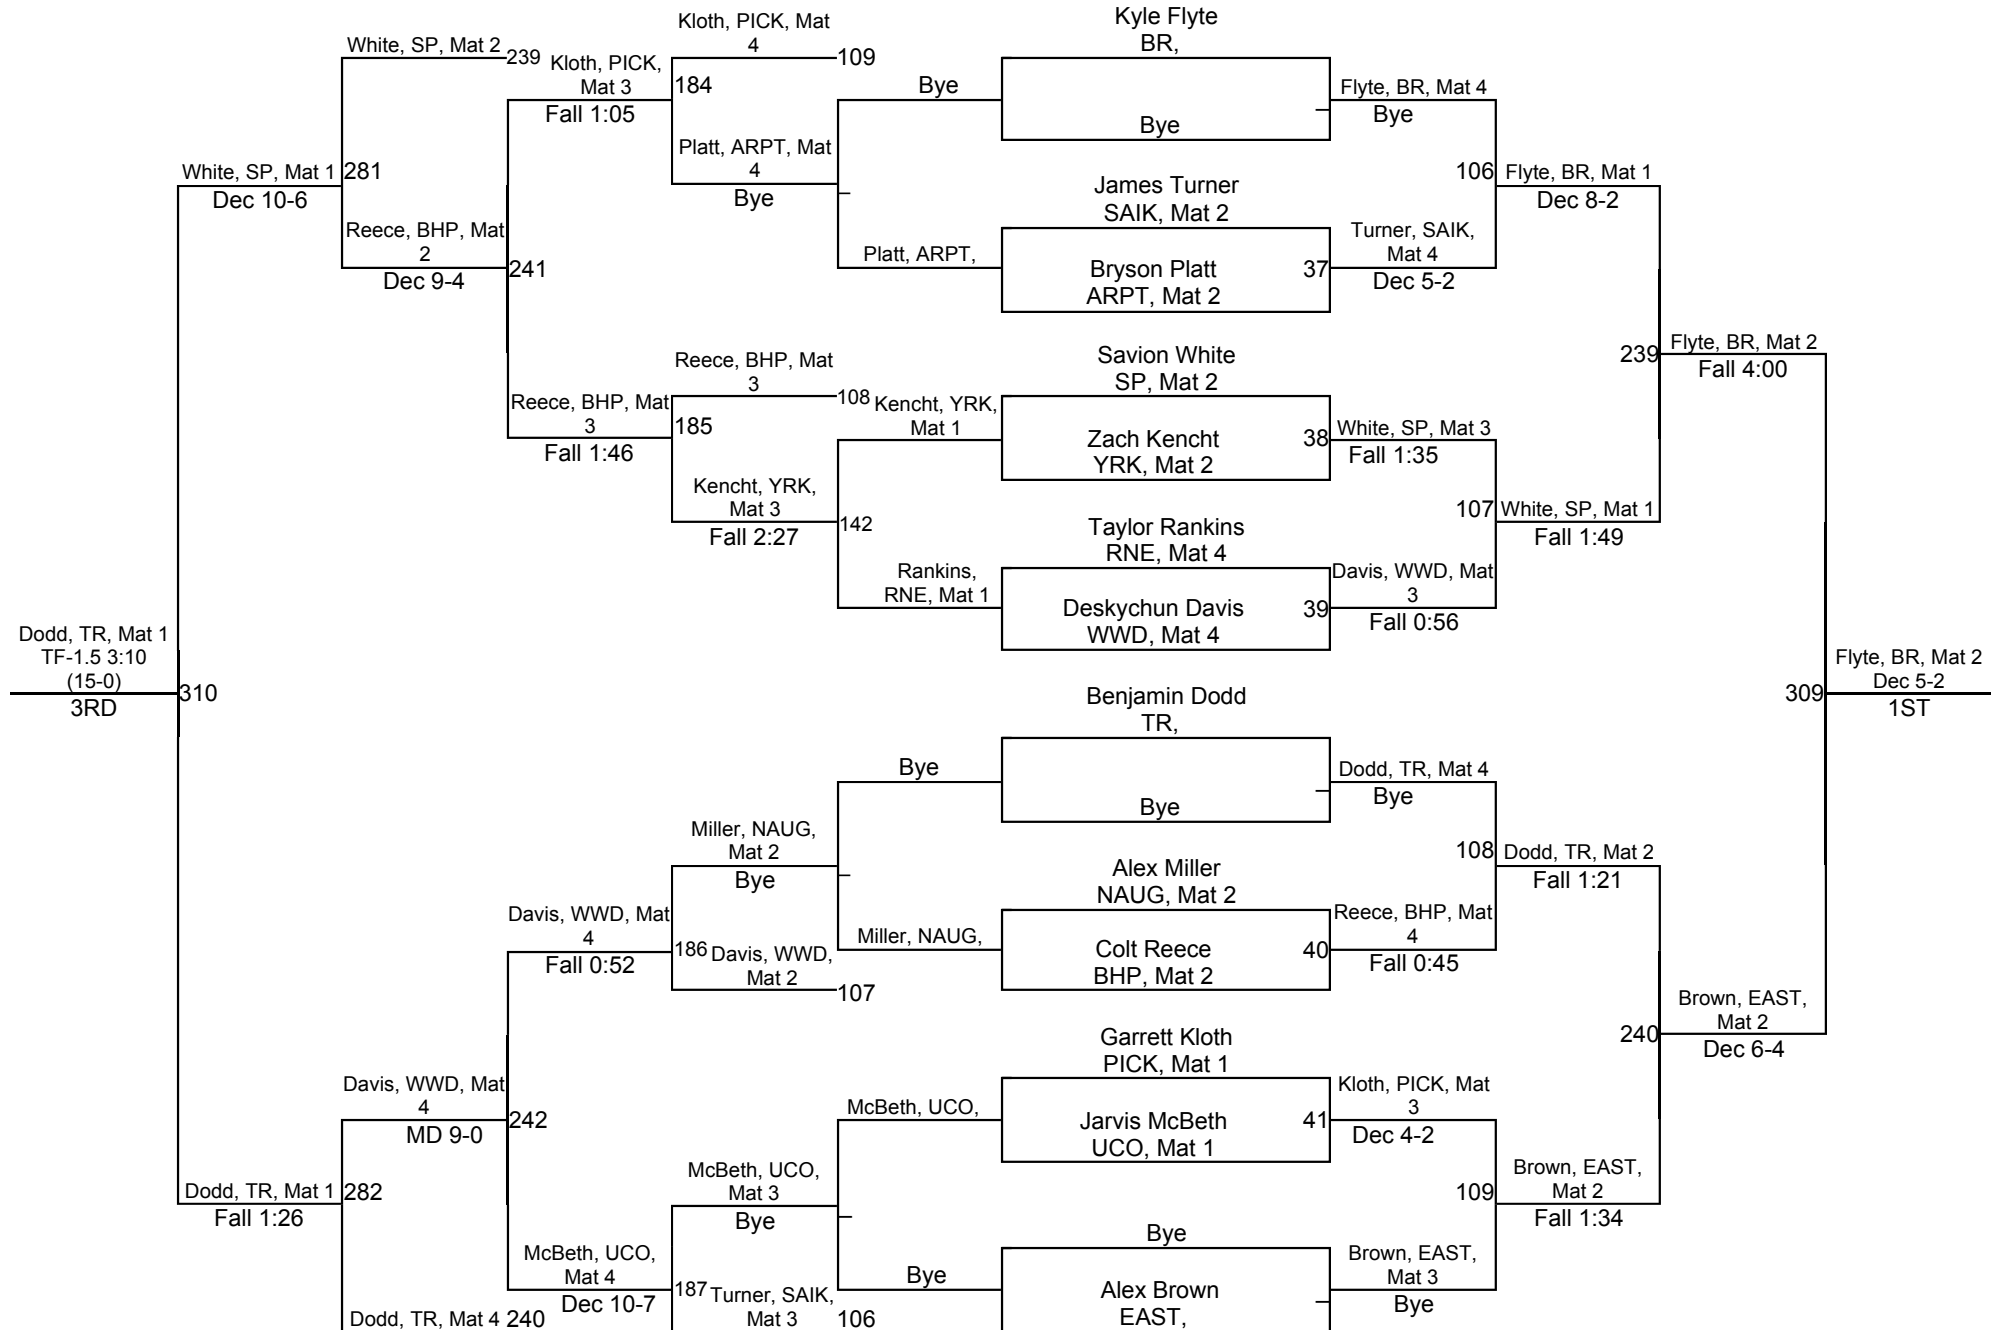 Kyle Flyte
BR,
Kloth, PICK, Mat
4
White, SP, Mat 2
239
Kloth, PICK,
Mat 3
109
184
Fall 1:05
Bye
Flyte, BR, Mat 4
Bye
Bye
Platt, ARPT, Mat
4
Bye
White, SP, Mat 1
281
Dec 10-6
James Turner
SAIK, Mat 2
106
Flyte, BR, Mat 1
Dec 8-2
Reece, BHP, Mat
2
Dec 9-4
241
Platt, ARPT,
Bryson Platt
ARPT, Mat 2
37
Turner, SAIK,
Mat 4
Dec 5-2
Reece, BHP, Mat
3
108
Savion White
SP, Mat 2
239
Flyte, BR, Mat 2
Fall 4:00
Reece, BHP, Mat
3
Fall 1:46
185
Kencht, YRK,
Mat 1
Zach Kencht
YRK, Mat 2
38
White, SP, Mat 3
Fall 1:35
Kencht, YRK,
Mat 3
Fall 2:27
142
Taylor Rankins
RNE, Mat 4
107
White, SP, Mat 1
Fall 1:49
Rankins,
RNE, Mat 1
Deskychun Davis
WWD, Mat 4
39
Davis, WWD, Mat
3
Fall 0:56
Dodd, TR, Mat 1
TF-1.5 3:10
(15-0)
3RD
310
309
Flyte, BR, Mat 2
Dec 5-2
1ST
Benjamin Dodd
TR,
Bye
Bye
Dodd, TR, Mat 4
Bye
Miller, NAUG,
Mat 2
Bye
Alex Miller
NAUG, Mat 2
108
Dodd, TR, Mat 2
Fall 1:21
Davis, WWD, Mat
4
Fall 0:52
186
Davis, WWD,
Mat 2
107
Miller, NAUG,
Colt Reece
BHP, Mat 2
40
Reece, BHP, Mat
4
Fall 0:45
Garrett Kloth
PICK, Mat 1
240
Brown, EAST,
Mat 2
Dec 6-4
Davis, WWD, Mat
4
MD 9-0
242
McBeth, UCO,
Jarvis McBeth
UCO, Mat 1
41
Kloth, PICK, Mat
3
Dec 4-2
Dodd, TR, Mat 1
282
Fall 1:26
McBeth, UCO,
Mat 3
Bye
109
Brown, EAST,
Mat 2
Fall 1:34
Bye
McBeth, UCO,
Mat 4
Dec 10-7
187
Turner, SAIK,
Mat 3
106
Bye
Alex Brown
EAST,
Brown, EAST,
Mat 3
Bye
Dodd, TR, Mat 4
240